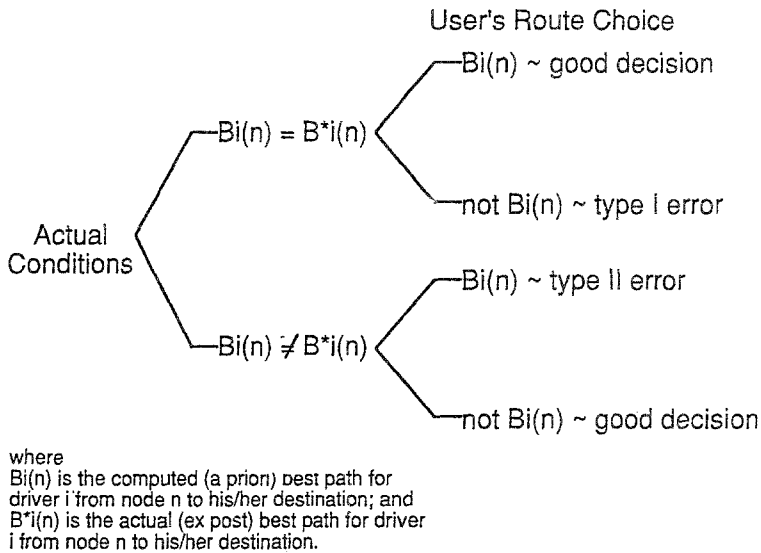 User's Route Choice
Bi(n) ~ good decision
Bi(n) = B*i(n)
not Bi(n) ~ type I error
Actual
Conditions
Bi(n) ~ type II error
Bi(n) ≠ B*i(n)
not Bi(n) ~ good decision
where
Bi(n) is the computed (a priori) best path for
driver i from node n to his/her destination; and
B*i(n) is the actual (ex post) best path for driver
i from node n to his/her destination.